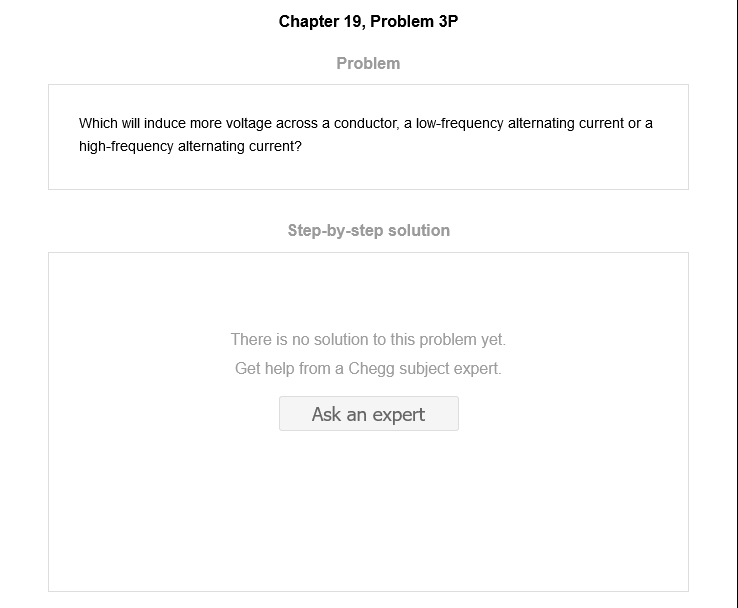 Chapter 19, Problem 3P
Problem
Which will induce more voltage across a conductor, a low-frequency alternating current or a
high-frequency alternating current?
Step-by-step solution
There is no solution to this problem yet.
Get help from a Chegg subject expert.
Ask an expert